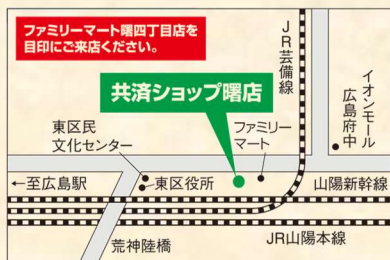 ファミリーマート曙四丁目店を
目印にご来店ください。
JR芸備線
共済ショップ曙店
イオンモール
広島府中
東区民
文化センター
ファミリー
マート
←至広島駅
東区役所
山陽新幹線
荒神陸橋
JR山陽本線